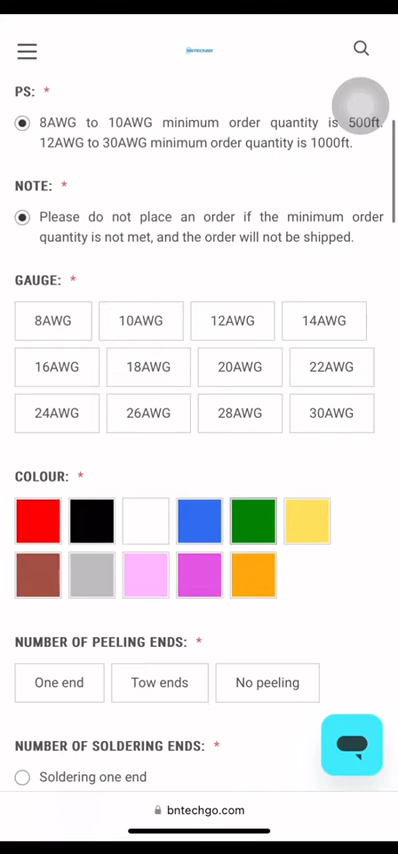 BNTECHGO
PS: *
8AWG to 10AWG minimum order quantity is 500ft.
12AWG to 30AWG minimum order quantity is 1000ft.
NOTE: *
Please do not place an order if the minimum order
quantity is not met, and the order will not be shipped.
GAUGE: *
8AWG 10AWG 12AWG 14AWG
16AWG 18AWG 20AWG 22AWG
24AWG 26AWG 28AWG 30AWG
COLOUR: *
NUMBER OF PEELING ENDS: *
One end Tow ends No peeling
NUMBER OF SOLDERING ENDS: *
Soldering one end
bntechgo.com